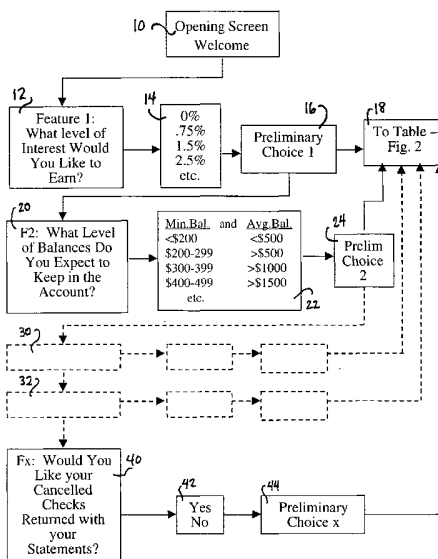 10
Opening Screen
Welcome
12
Feature 1:
What level of
Interest Would
You Like to
Earn?
14
0%
.75%
1.5%
2.5%
etc.
16
Preliminary
Choice 1
18
To Table –
Fig. 2
20
F2: What Level
of Balances Do
You Expect to
Keep in the
Account?
Min.Bal. and Avg.Bal.
<$200 <$500
$200-299 >$500
$300-399 >$1000
$400-499 >$1500
etc.
22
24
Prelim
Choice
2
30
32
Fx: Would You
Like your
Cancelled
Checks
Returned with
your
Statements?
40
42
Yes
No
44
Preliminary
Choice x